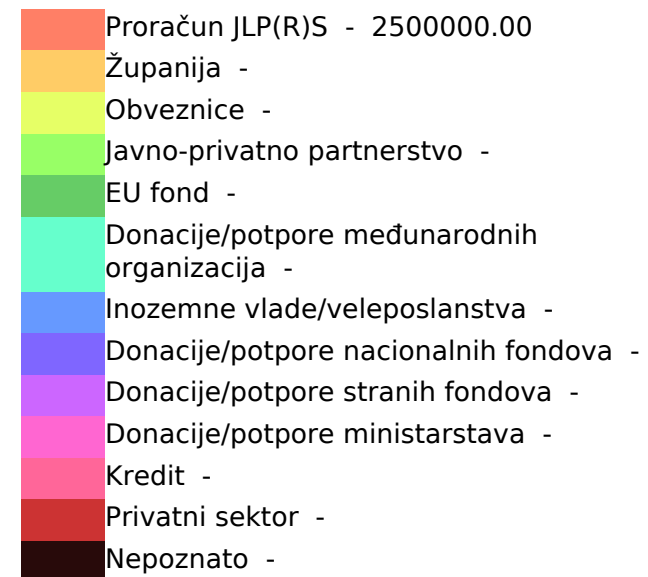 Proračun JLP(R)S - 2500000.00
Županija -
Obveznice -
Javno-privatno partnerstvo -
EU fond -
Donacije/potpore međunarodnih
organizacija -
Inozemne vlade/veleposlanstva -
Donacije/potpore nacionalnih fondova -
Donacije/potpore stranih fondova -
Donacije/potpore ministarstava -
Kredit -
Privatni sektor -
Nepoznato -